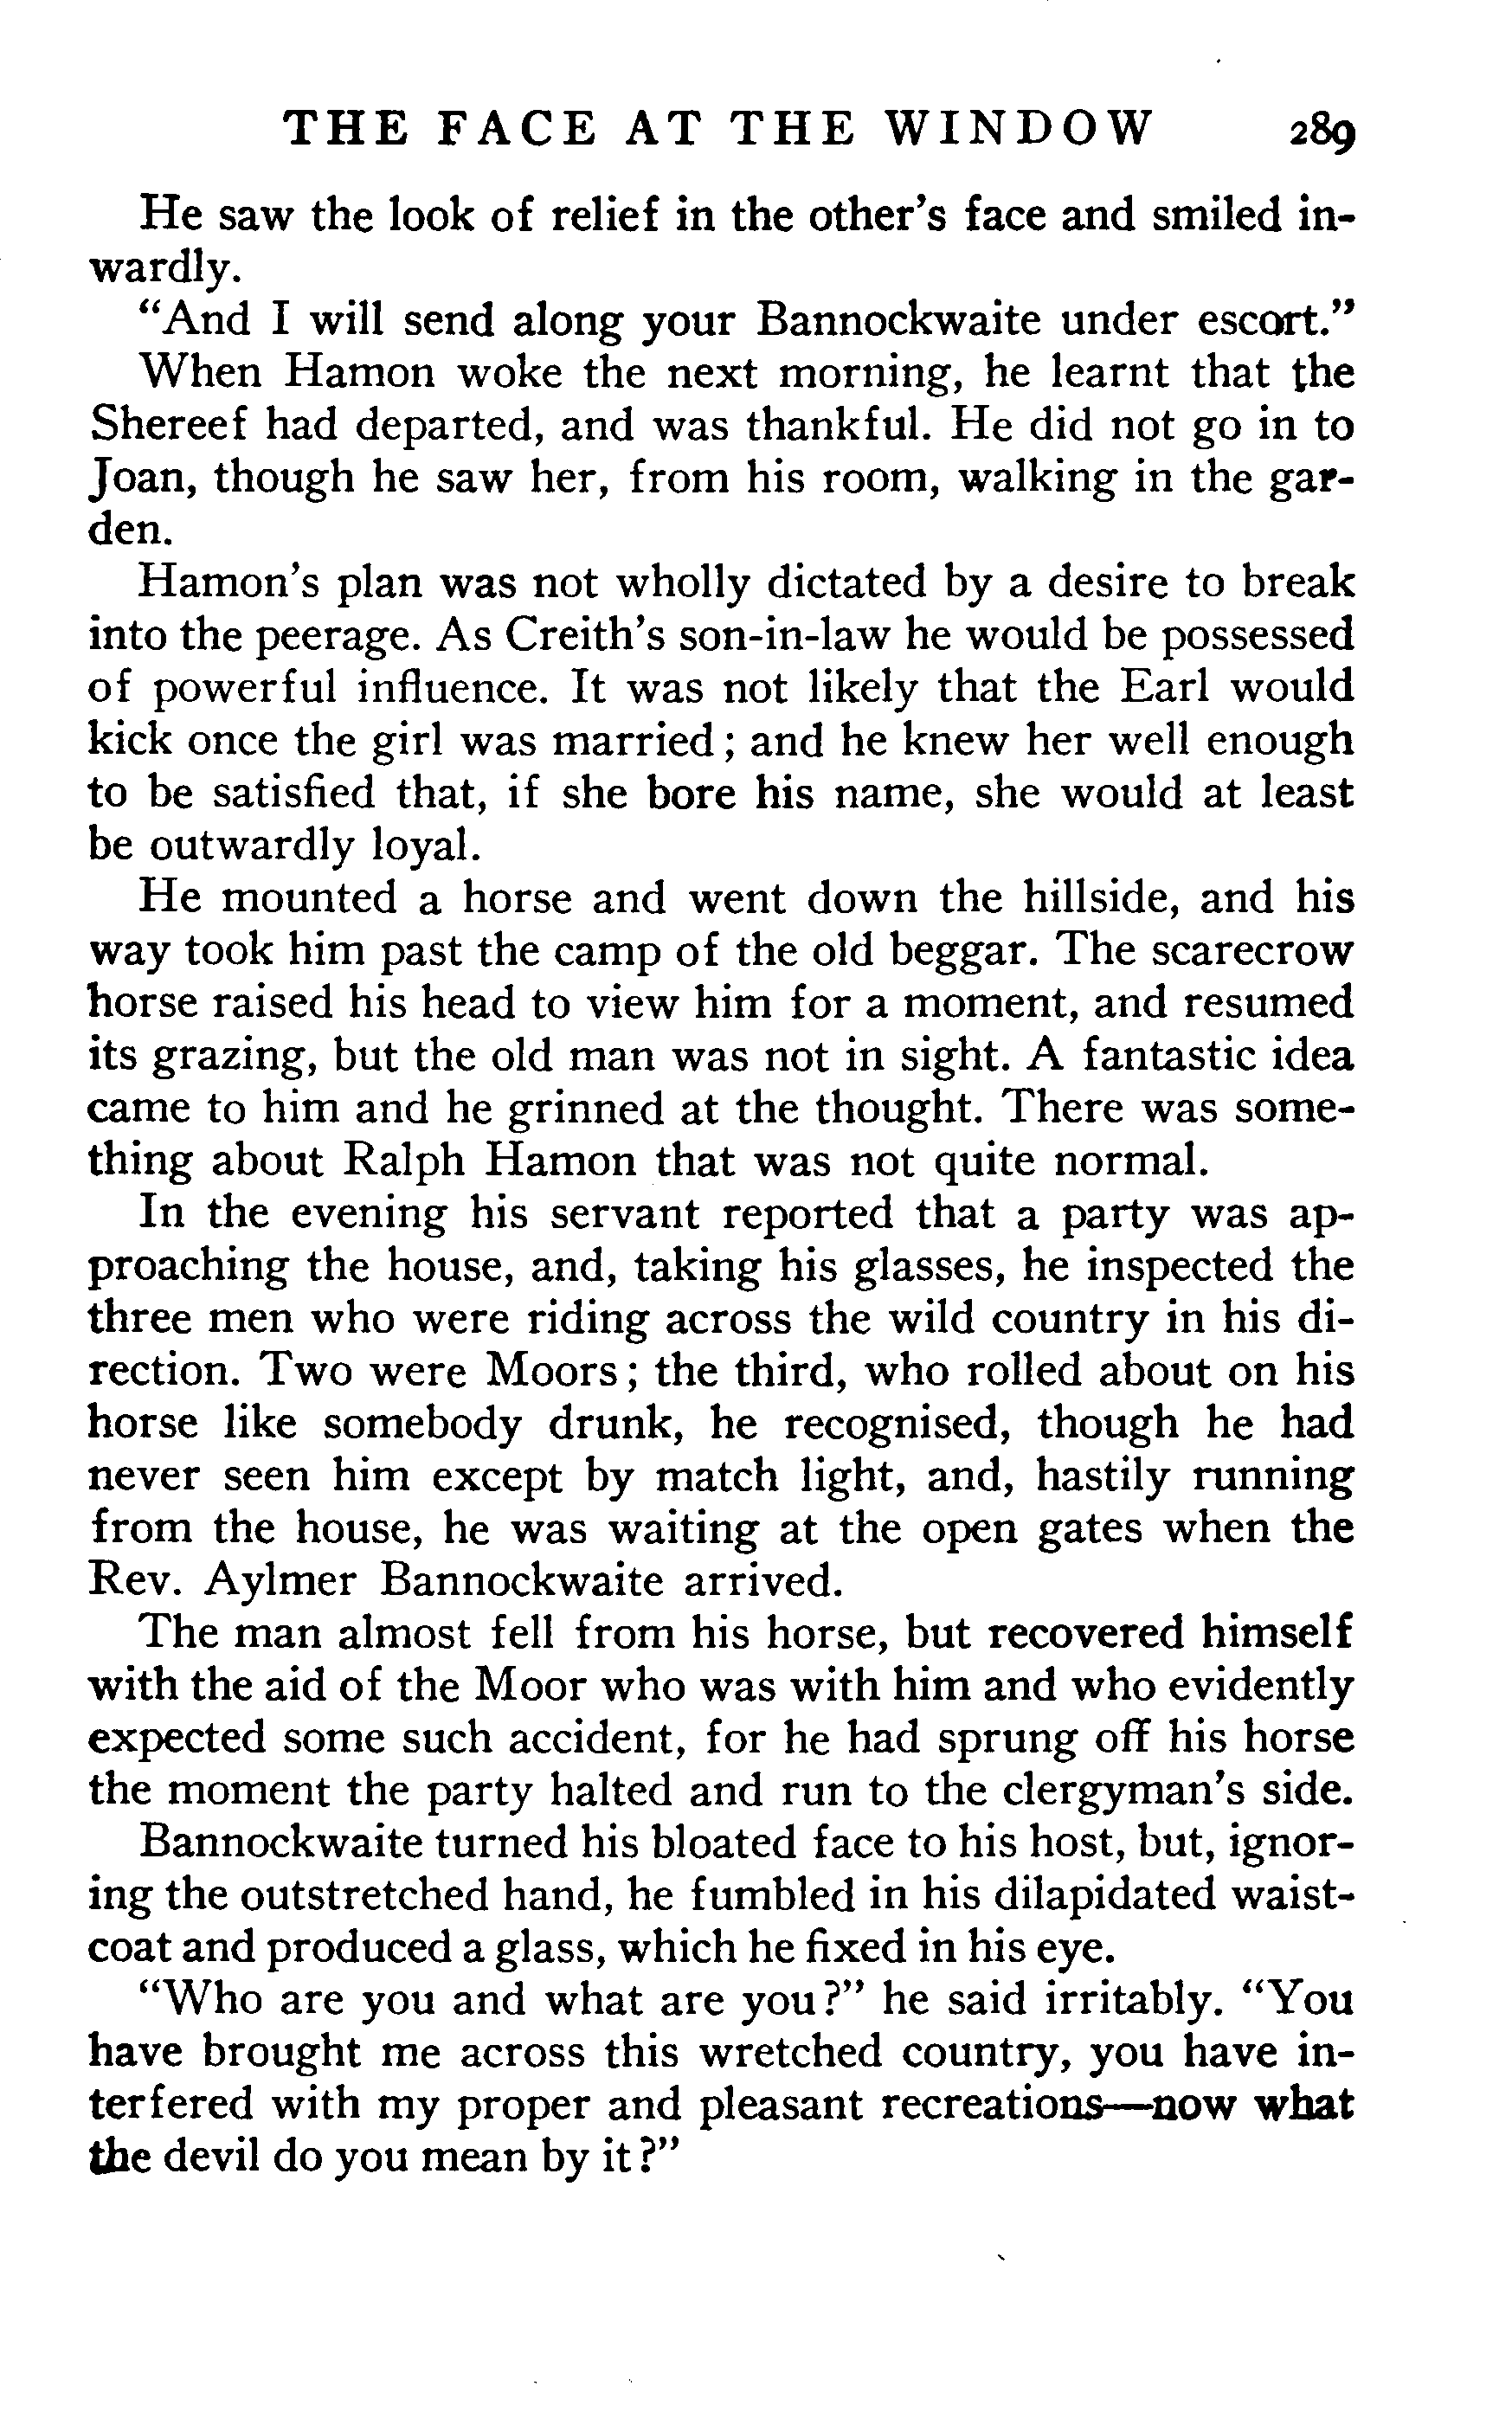 THE FACE AT THE WINDOW 289
He saw the look of relief in the other's face and smiled in-
wardly.
"And I will send along your Bannockwaite under escort."
When Hamon woke the next morning, he learnt that the
Shereef had departed, and was thankful. He did not go in to
Joan, though he saw her, from his room, walking in the gar-
den.
Hamon's plan was not wholly dictated by a desire to break
into the peerage. As Creith's son-in-law he would be possessed
of powerful influence. It was not likely that the Earl would
kick once the girl was married; and he knew her well enough
to be satisfied that, if she bore his name, she would at least
be outwardly loyal.
He mounted a horse and went down the hillside, and his
way took him past the camp of the old beggar. The scarecrow
horse raised his head to view him for a moment, and resumed
its grazing, but the old man was not in sight. A fantastic idea
came to him and he grinned at the thought. There was some-
thing about Ralph Hamon that was not quite normal.
In the evening his servant reported that a party was ap-
proaching the house, and, taking his glasses, he inspected the
three men who were riding across the wild country in his di-
rection. Two were Moors; the third, who rolled about on his
horse like somebody drunk, he recognised, though he had
never seen him except by match light, and, hastily running
from the house, he was waiting at the open gates when the
Rev. Aylmer Bannockwaite arrived.
The man almost fell from his horse, but recovered himself
with the aid of the Moor who was with him and who evidently
expected some such accident, for he had sprung off his horse
the moment the party halted and run to the clergyman's side.
Bannockwaite turned his bloated face to his host, but, ignor-
ing the outstretched hand, he fumbled in his dilapidated waist-
coat and produced a glass, which he fixed in his eye.
"Who are you and what are you?" he said irritably. "You
have brought me across this wretched country, you have in-
terfered with my proper and pleasant recreations—now what
the devil do you mean by it?"